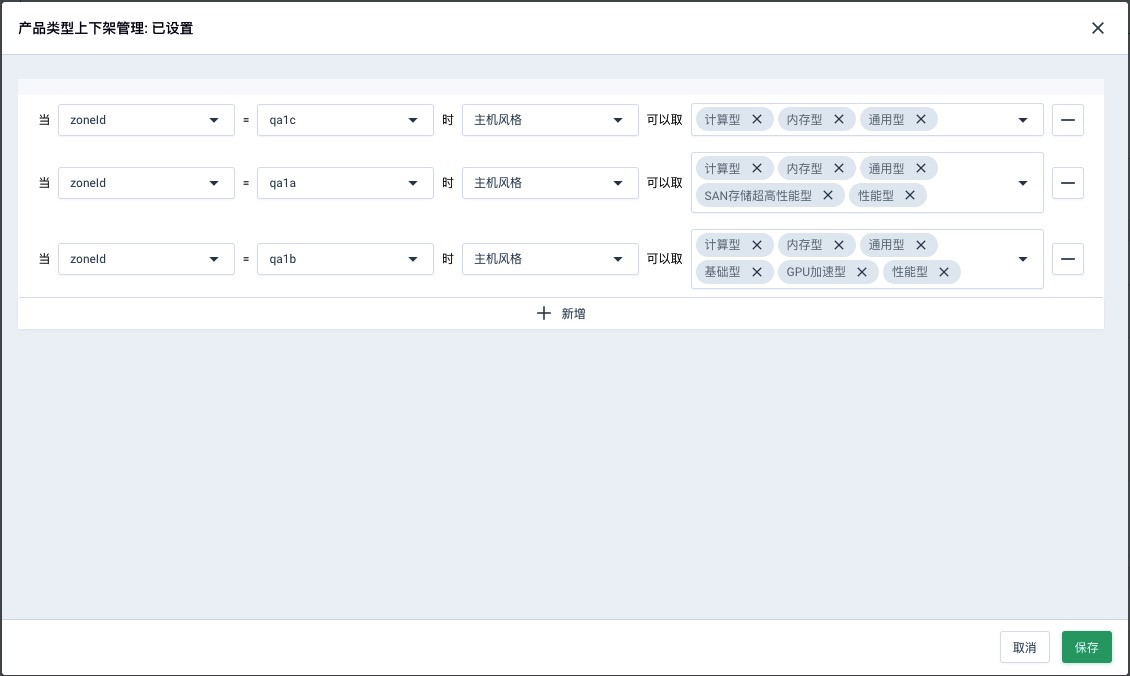 产品类型上下架管理: 已设置
当 zoneId = qa1c 时 主机风格 可以取 计算型 内存型 通用型
当 zoneId = qa1a 时 主机风格 可以取 计算型 内存型 通用型
SAN存储超高性能型 性能型
当 zoneId = qa1b 时 主机风格 可以取 计算型 内存型 通用型
基础型 GPU加速型 性能型
新增
取消 保存